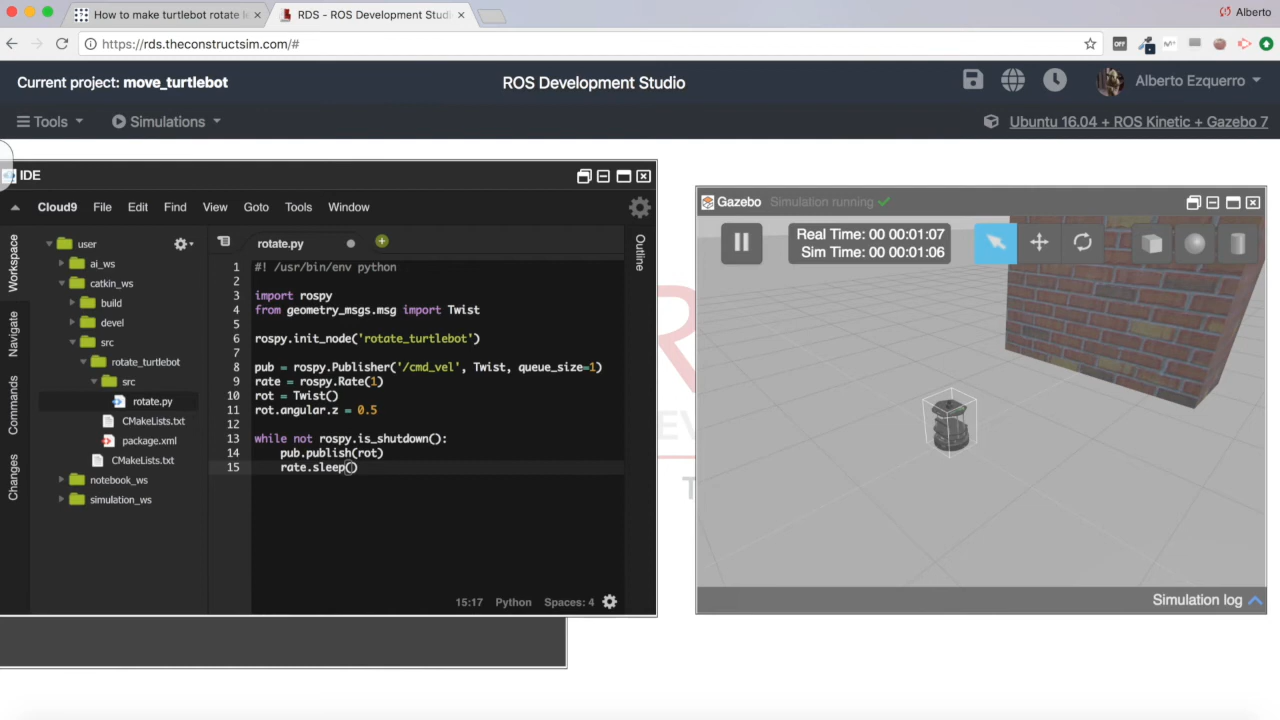 How to make turtlebot rotate le
RDS - ROS Development Studi
Alberto
https://rds.theconstructsim.com/#
OFF
Current project: move_turtlebot
ROS Development Studio
Alberto Ezquerro
Tools
Simulations
Ubuntu 16.04 + ROS Kinetic + Gazebo 7
IDE
Cloud9 File Edit Find View Goto Tools Window
Workspace
Navigate
Commands
Changes
user
ai_ws
catkin_ws
build
devel
src
rotate_turtlebot
src
rotate.py
CMakeLists.txt
package.xml
CMakeLists.txt
notebook_ws
simulation_ws
rotate.py
1 #! /usr/bin/env python
2
3 import rospy
4 from geometry_msgs.msg import Twist
5
6 rospy.init_node('rotate_turtlebot')
7
8 pub = rospy.Publisher('/cmd_vel', Twist, queue_size=1)
9 rate = rospy.Rate(1)
10 rot = Twist()
11 rot.angular.z = 0.5
12
13 while not rospy.is_shutdown():
14 pub.publish(rot)
15 rate.sleep()
15:17 Python Spaces: 4
Outline
Gazebo Simulation running
Real Time: 00 00:01:07
Sim Time: 00 00:01:06
Simulation log